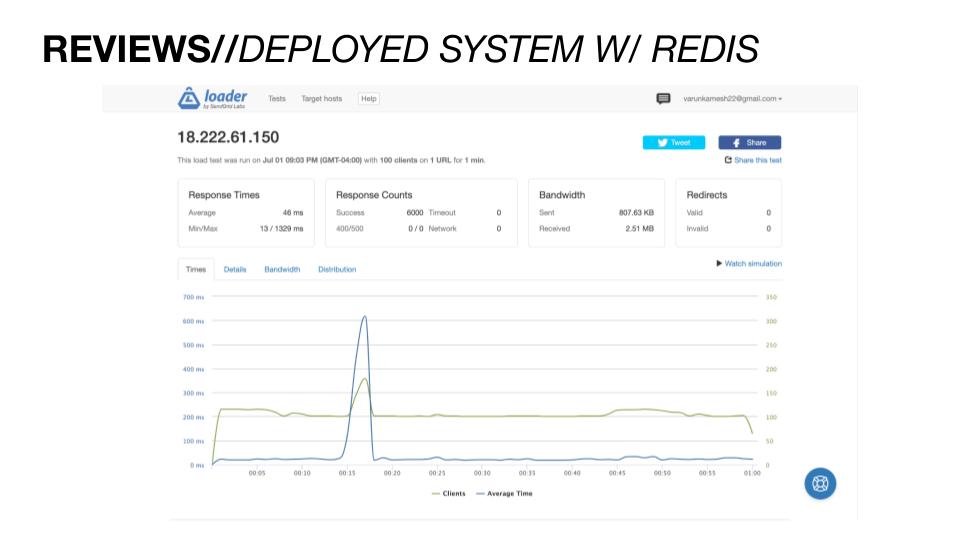 REVIEWS//DEPLOYED SYSTEM W/ REDIS
loader
by SendGrid Labs
Tests Target hosts Help
varunkamesh22@gmail.com
18.222.61.150
Tweet Share
This load test was run on Jul 01 09:03 PM (GMT-04:00) with 100 clients on 1 URL for 1 min.
Share this test
Response Times
Average 46 ms
Min/Max 13 / 1329 ms
Response Counts
Success 6000 Timeout 0
400/500 0 / 0 Network 0
Bandwidth
Sent 807.63 KB
Received 2.51 MB
Redirects
Valid 0
Invalid 0
Watch simulation
Times Details Bandwidth Distribution
700 ms 350
600 ms 300
500 ms 250
400 ms 200
300 ms 150
200 ms 100
100 ms 50
0 ms 0
00:05 00:10 00:15 00:20 00:25 00:30 00:35 00:40 00:45 00:50 00:55 01:00
Clients Average Time